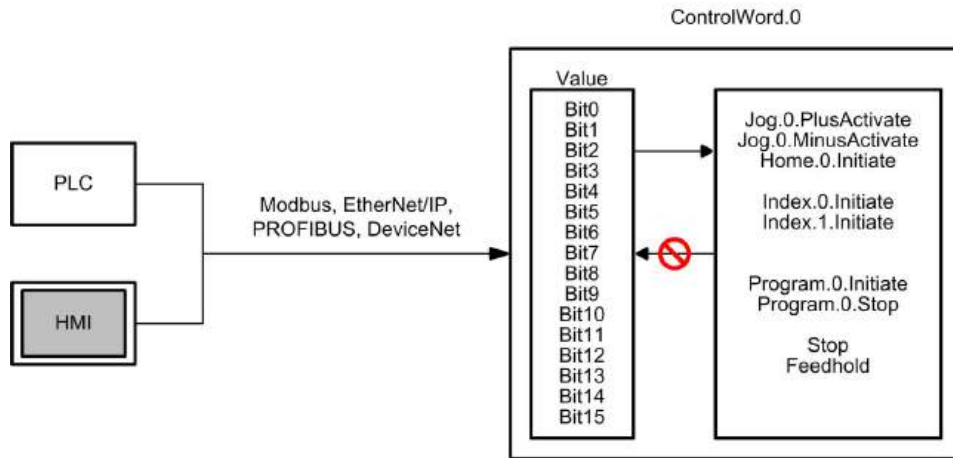 ControlWord.0
Value
Bit0
Bit1
Bit2
Bit3
Bit4
Bit5
Bit6
Bit7
Bit8
Bit9
Bit10
Bit11
Bit12
Bit13
Bit14
Bit15
Jog.0.PlusActivate
Jog.0.MinusActivate
Home.0.Initiate
Index.0.Initiate
Index.1.Initiate
Program.0.Initiate
Program.0.Stop
Stop
Feedhold
PLC
HMI
Modbus, EtherNet/IP,
PROFIBUS, DeviceNet